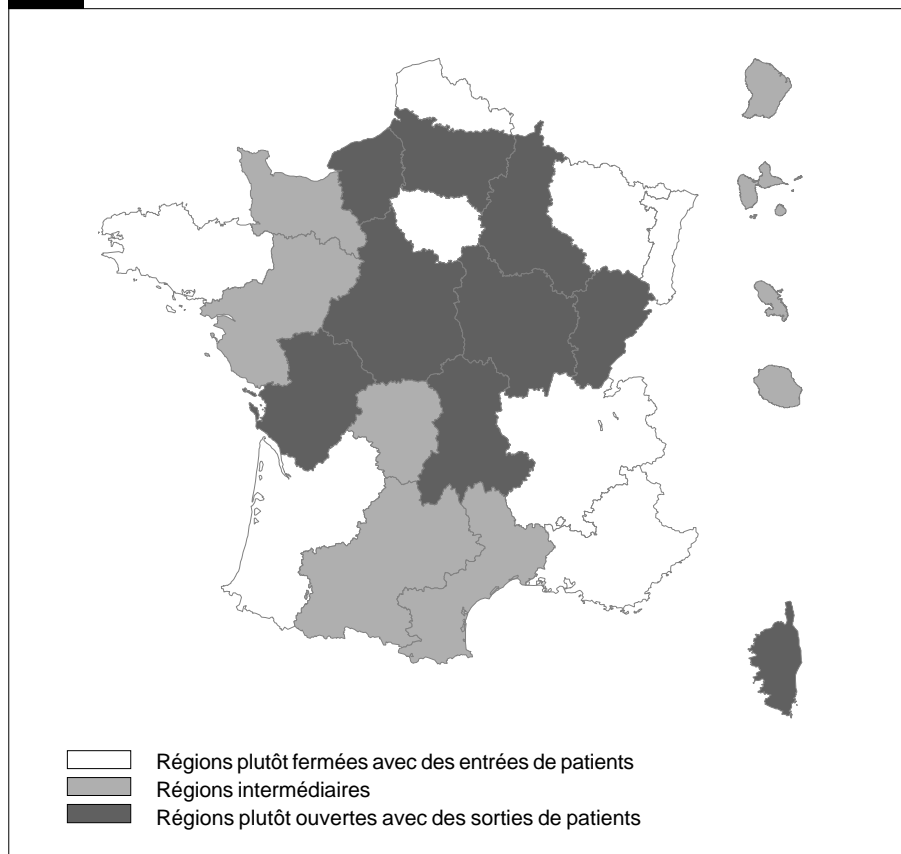 Régions plutôt fermées avec des entrées de patients
Régions intermédiaires
Régions plutôt ouvertes avec des sorties de patients